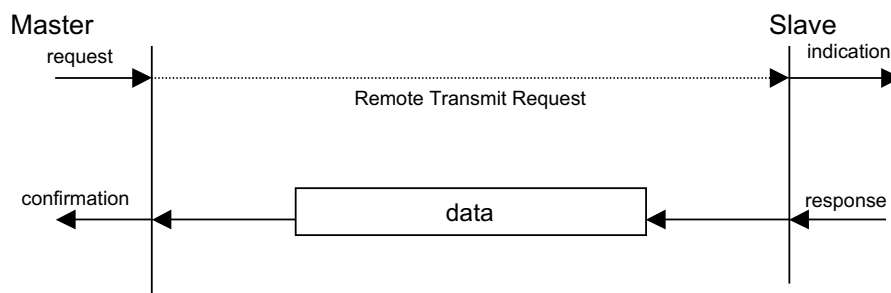 Master
Slave
request
indication
Remote Transmit Request
confirmation
data
response